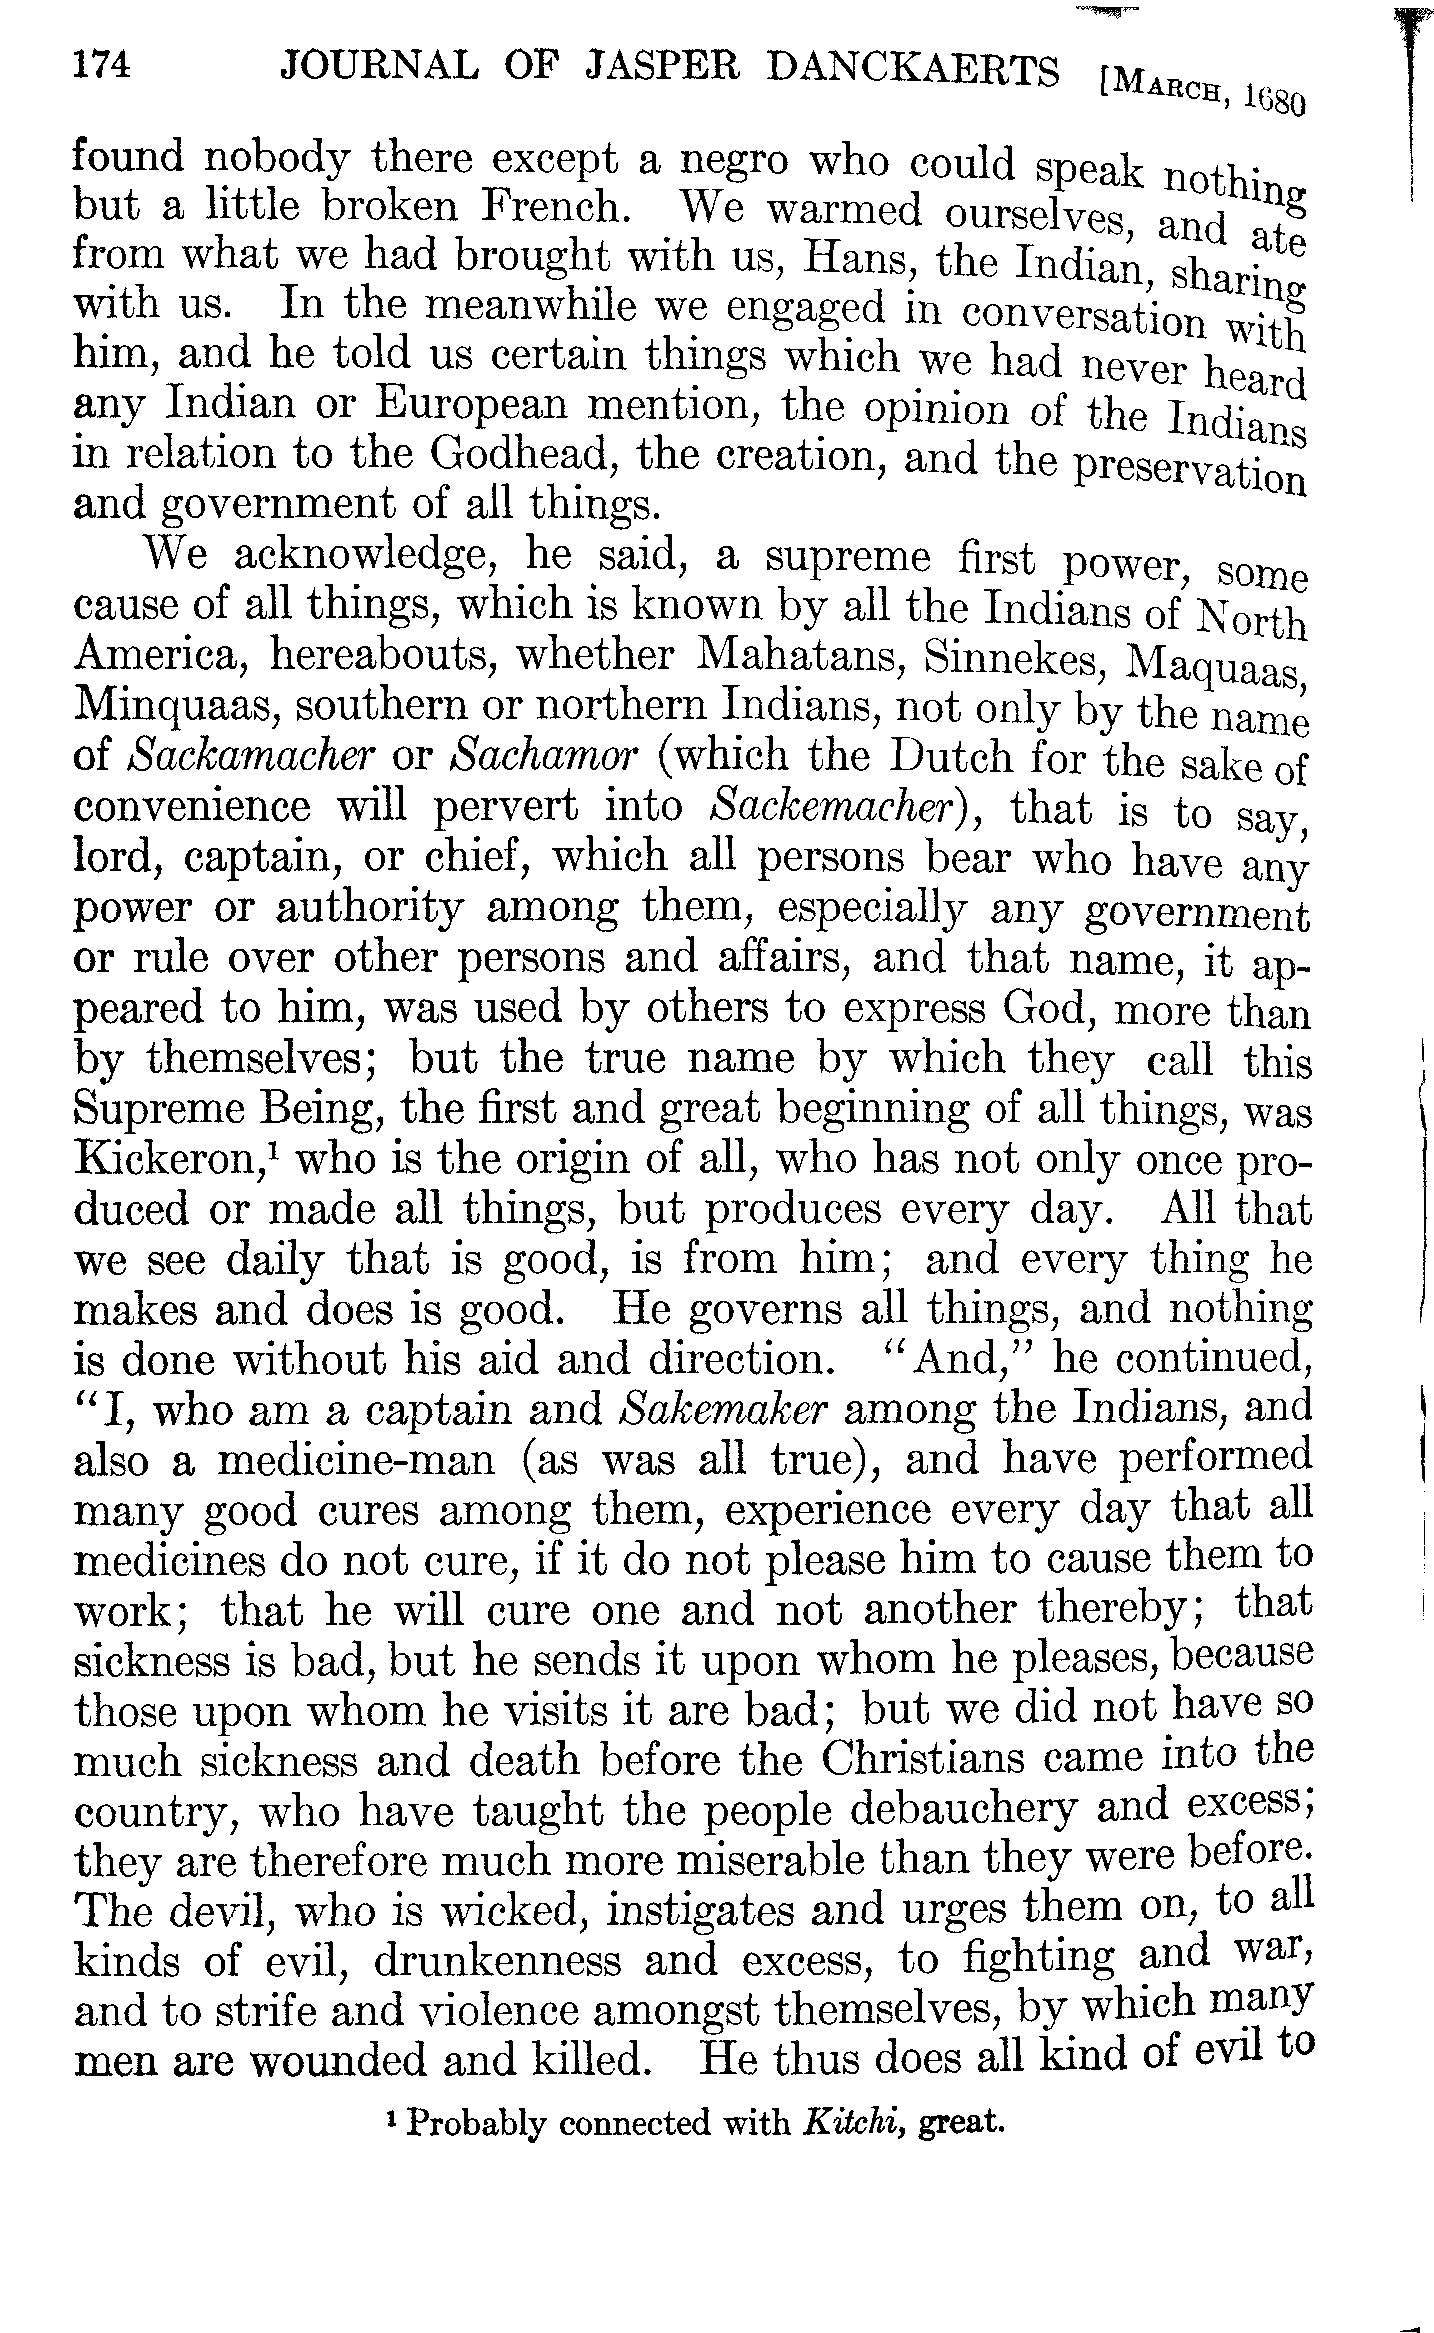 174 JOURNAL OF JASPER DANCKAERTS [MARCH, 1680
found nobody there except a negro who could speak nothing
but a little broken French. We warmed ourselves, and ate
from what we had brought with us, Hans, the Indian, sharing
with us. In the meanwhile we engaged in conversation with
him, and he told us certain things which we had never heard
any Indian or European mention, the opinion of the Indians
in relation to the Godhead, the creation, and the preservation
and government of all things.
We acknowledge, he said, a supreme first power, some
cause of all things, which is known by all the Indians of North
America, hereabouts, whether Mahatans, Sinnekes, Maquaas,
Minquaas, southern or northern Indians, not only by the name
of Sackamacher or Sachamor (which the Dutch for the sake of
convenience will pervert into Sackemacher), that is to say,
lord, captain, or chief, which all persons bear who have any
power or authority among them, especially any government
or rule over other persons and affairs, and that name, it ap-
peared to him, was used by others to express God, more than
by themselves; but the true name by which they call this
Supreme Being, the first and great beginning of all things, was
Kickeron,¹ who is the origin of all, who has not only once pro-
duced or made all things, but produces every day. All that
we see daily that is good, is from him; and every thing he
makes and does is good. He governs all things, and nothing
is done without his aid and direction. "And," he continued,
"I, who am a captain and Sakemaker among the Indians, and
also a medicine-man (as was all true), and have performed
many good cures among them, experience every day that all
medicines do not cure, if it do not please him to cause them to
work; that he will cure one and not another thereby; that
sickness is bad, but he sends it upon whom he pleases, because
those upon whom he visits it are bad; but we did not have so
much sickness and death before the Christians came into the
country, who have taught the people debauchery and excess;
they are therefore much more miserable than they were before.
The devil, who is wicked, instigates and urges them on, to all
kinds of evil, drunkenness and excess, to fighting and war,
and to strife and violence amongst themselves, by which many
men are wounded and killed. He thus does all kind of evil to
¹ Probably connected with Kitchi, great.